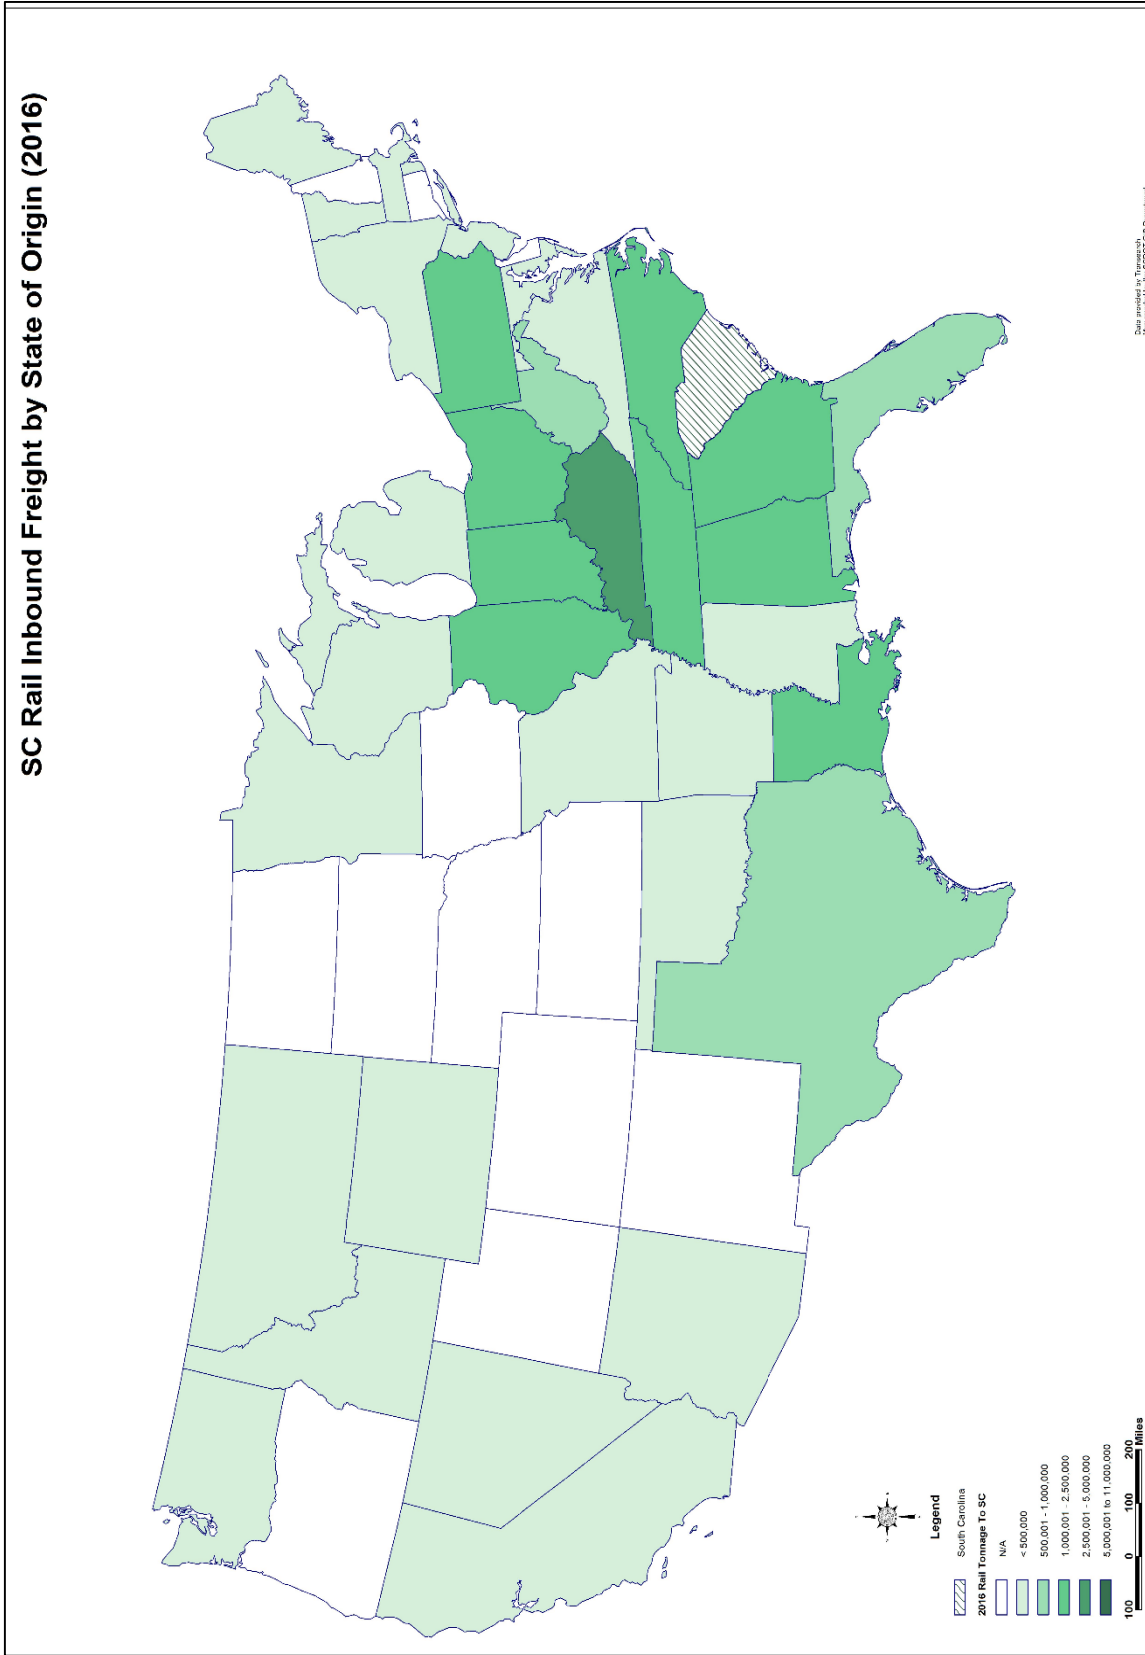 SC Rail Inbound Freight by State of Origin (2016)
Legend
South Carolina
2016 Rail Tonnage To SC
N/A
< 500,000
500,001 - 1,000,000
1,000,001 - 2,500,000
2,500,001 - 5,000,000
5,000,001 to 11,000,000
100 0 100 200
Miles
Data provided by Transearch